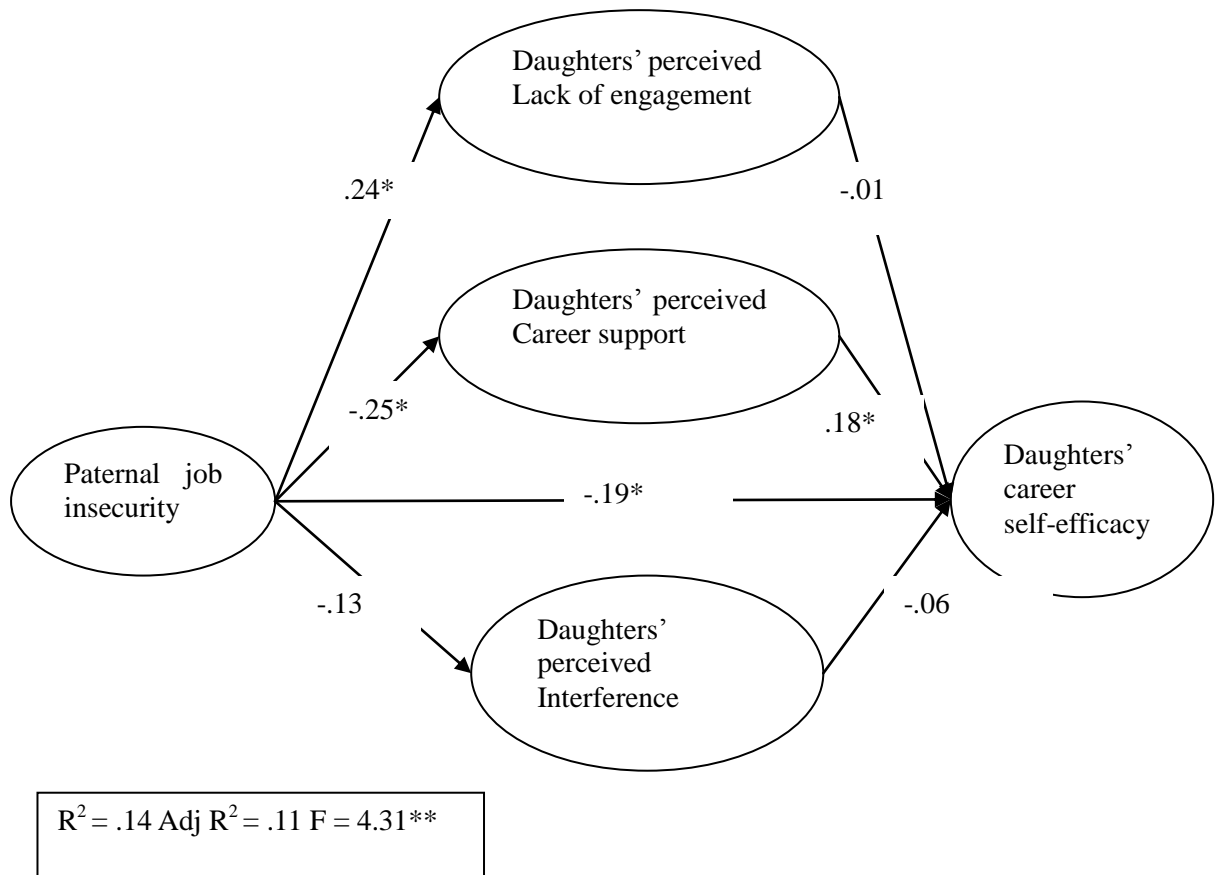 Daughters’ perceived
Lack of engagement
.24*
-.01
Daughters’ perceived
Career support
-.25*
.18*
Paternal job
insecurity
-.19*
Daughters’
career
self-efficacy
-.13
-.06
Daughters’
perceived
Interference
R² = .14 Adj R² = .11 F = 4.31**